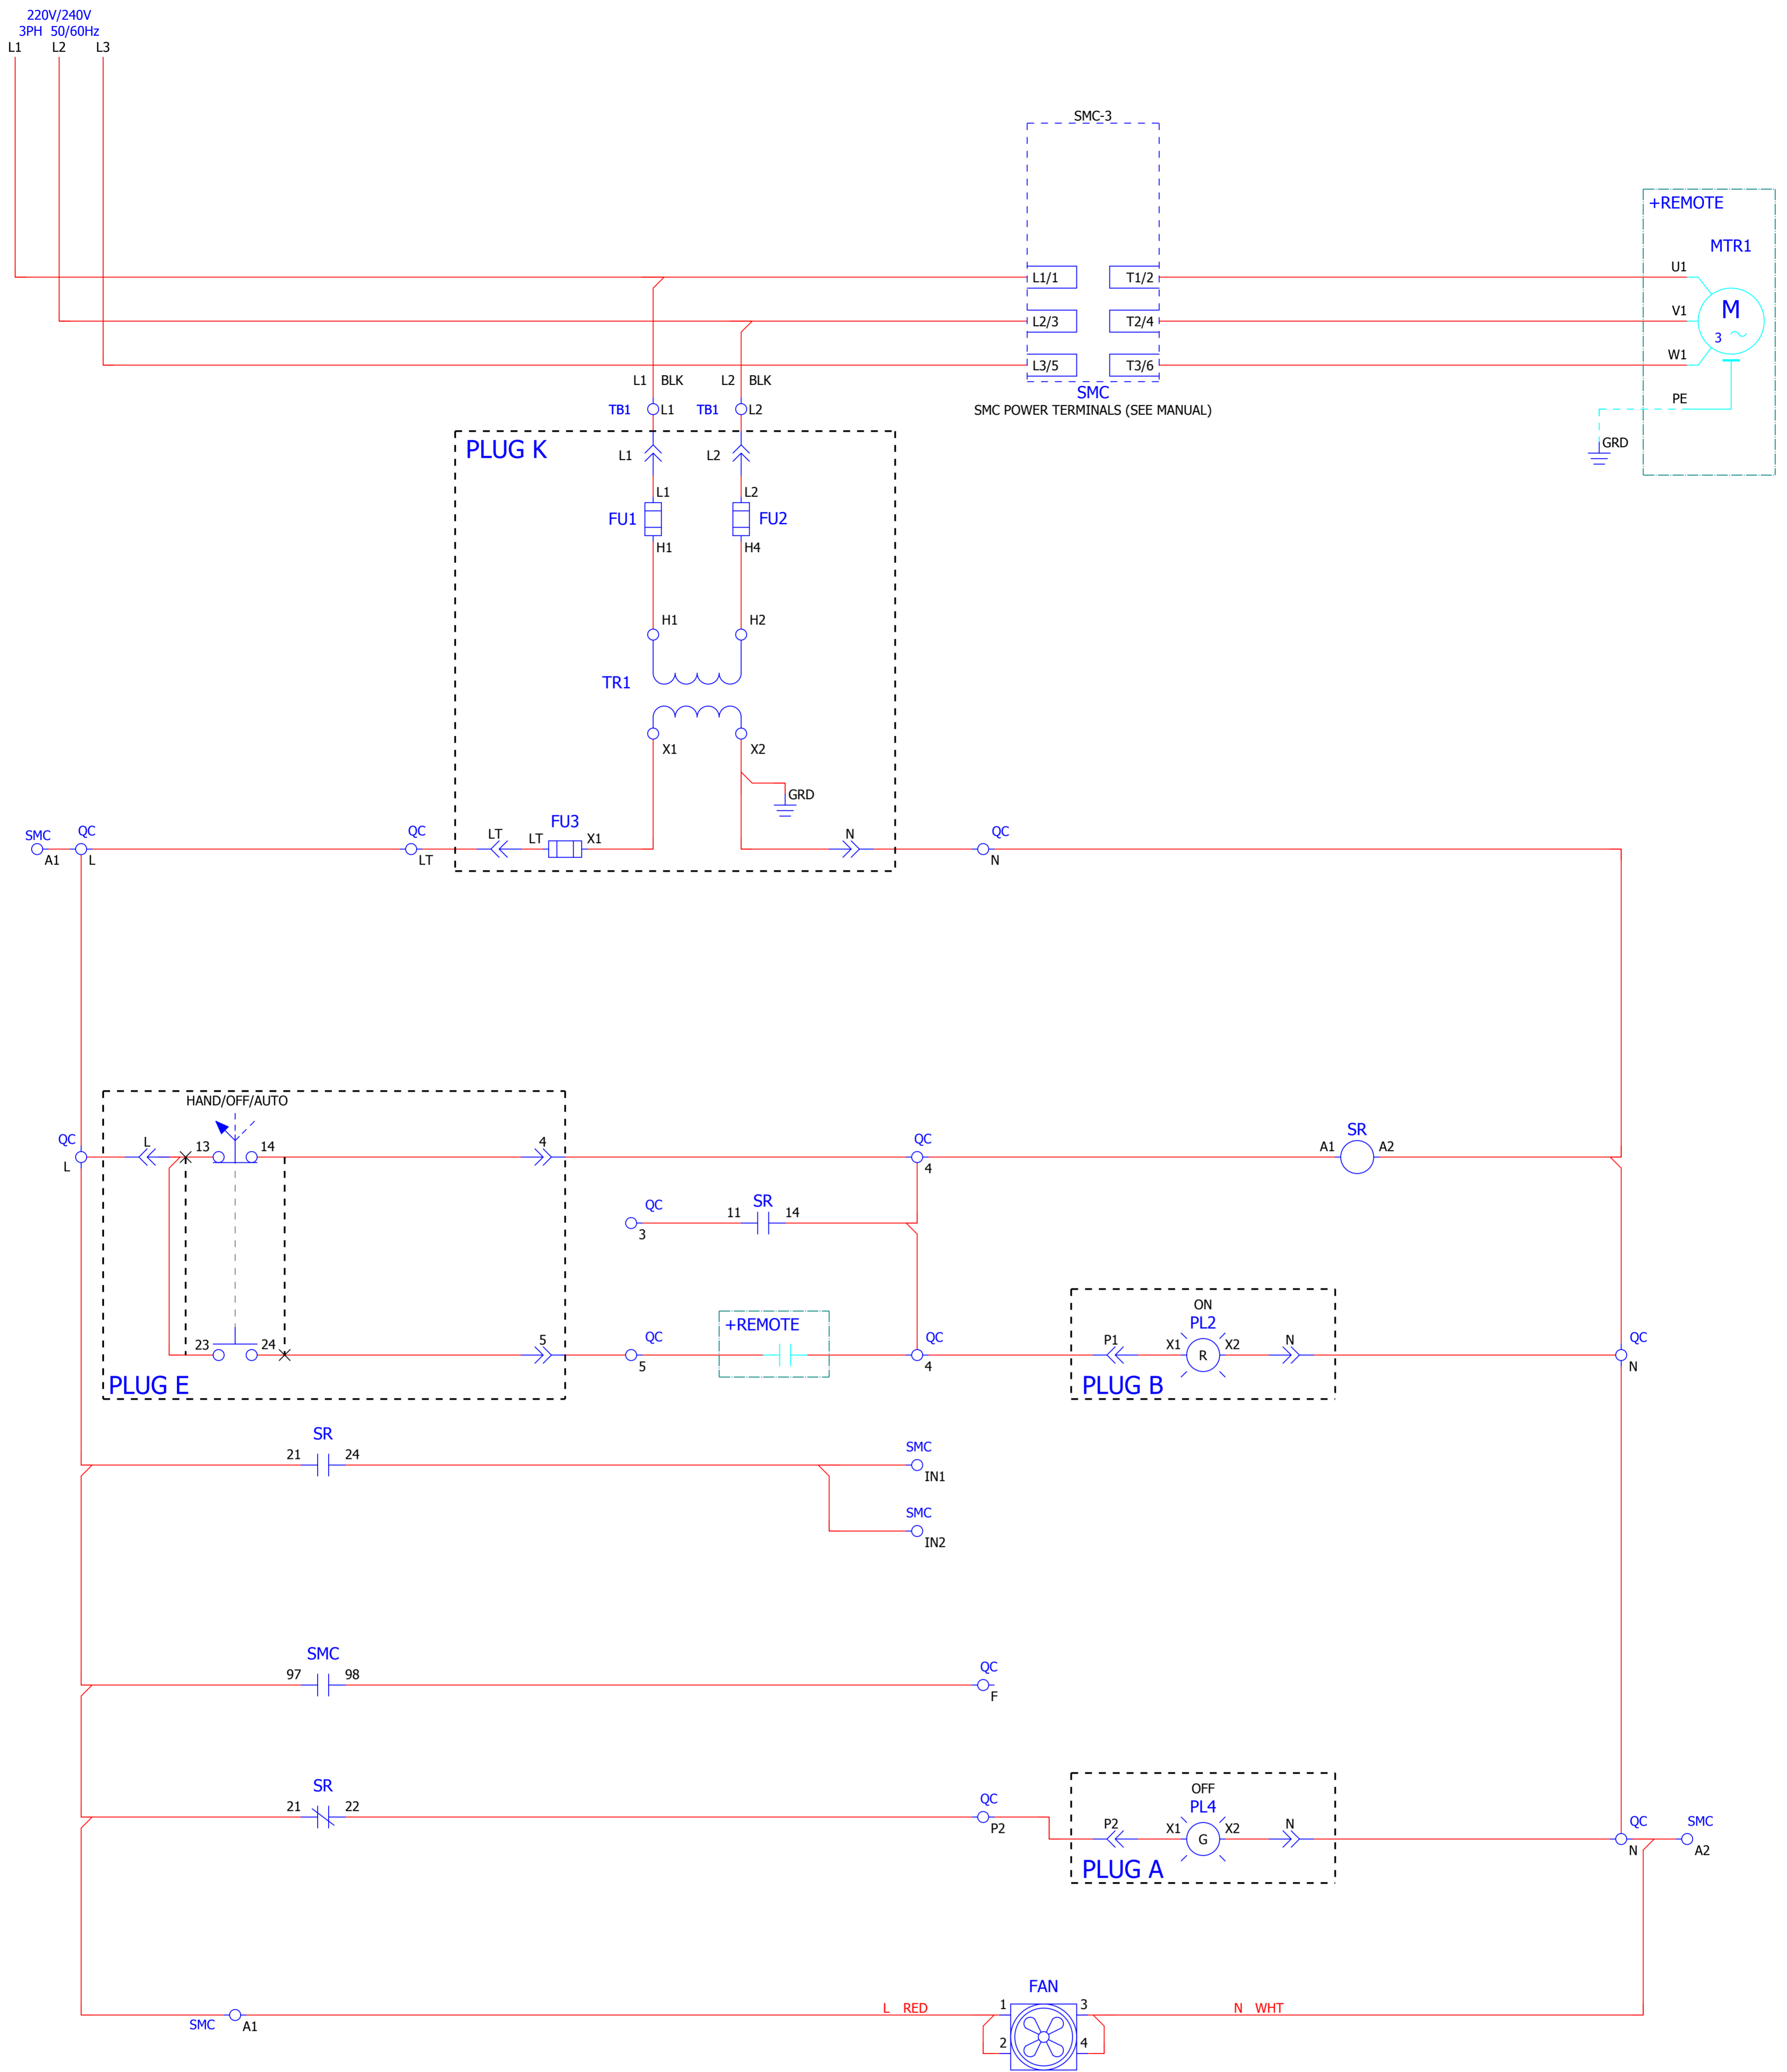 220V/240V
3PH 50/60Hz
L1 L2 L3
SMC-3
+REMOTE
MTR1
L1/1 T1/2 U1
L2/3 T2/4 V1
M
3
L3/5 T3/6 W1
SMC
SMC POWER TERMINALS (SEE MANUAL)
PE
GRD
L1 BLK L2 BLK
TB1 L1 TB1 L2
PLUG K
L1 L2
L1 L2
FU1 FU2
H1 H4
H1 H2
TR1
X1 X2
GRD
SMC QC QC LT LT FU3 X1 N QC
A1 L LT N
HAND/OFF/AUTO
QC L 13 14 4 QC A1 SR A2
L 4
QC 11 SR 14
3
+REMOTE
23 24 5 QC QC
5 4
ON
PL2
P1 X1 R X2 N QC
N
PLUG E
PLUG B
SR
21 24 SMC
IN1
SMC
IN2
SMC
97 98 QC
F
SR
21 22 QC
P2
OFF
PL4
P2 X1 G X2 N QC SMC
N A2
PLUG A
FAN
L RED 1 3 N WHT
SMC A1
2 4